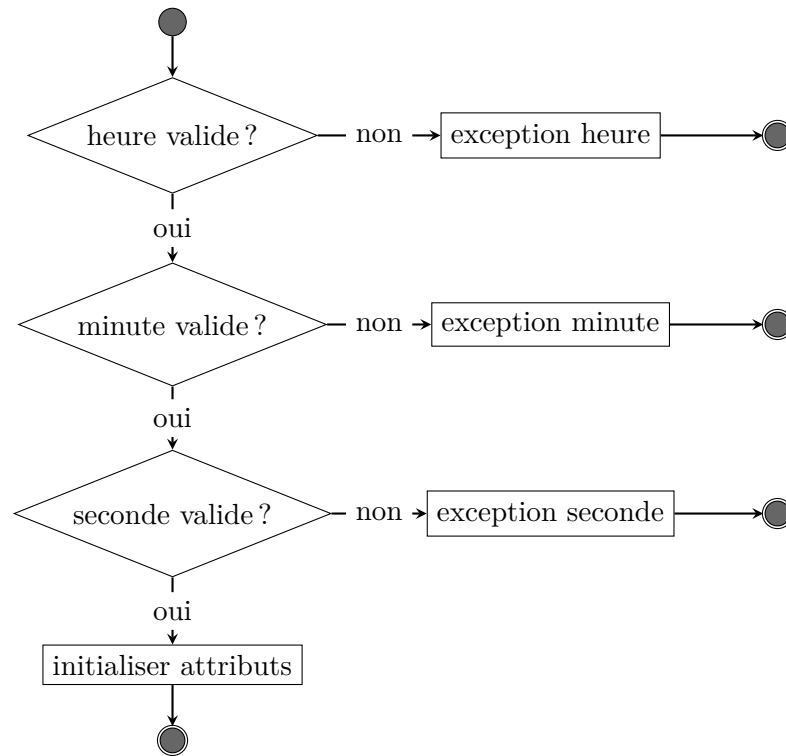 heure valide ?
non
exception heure
oui
minute valide ?
non
exception minute
oui
seconde valide ?
non
exception seconde
oui
initialiser attributs